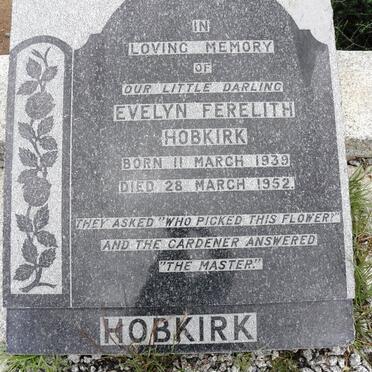 IN
LOVING MEMORY
OF
OUR LITTLE DARLING
EVELYN FERELITH
HOBKIRK
BORN 11 MARCH 1939
DIED 28 MARCH 1952.
THEY ASKED "WHO PICKED THIS FLOWER?"
AND THE GARDENER ANSWERED
"THE MASTER."
HOBKIRK